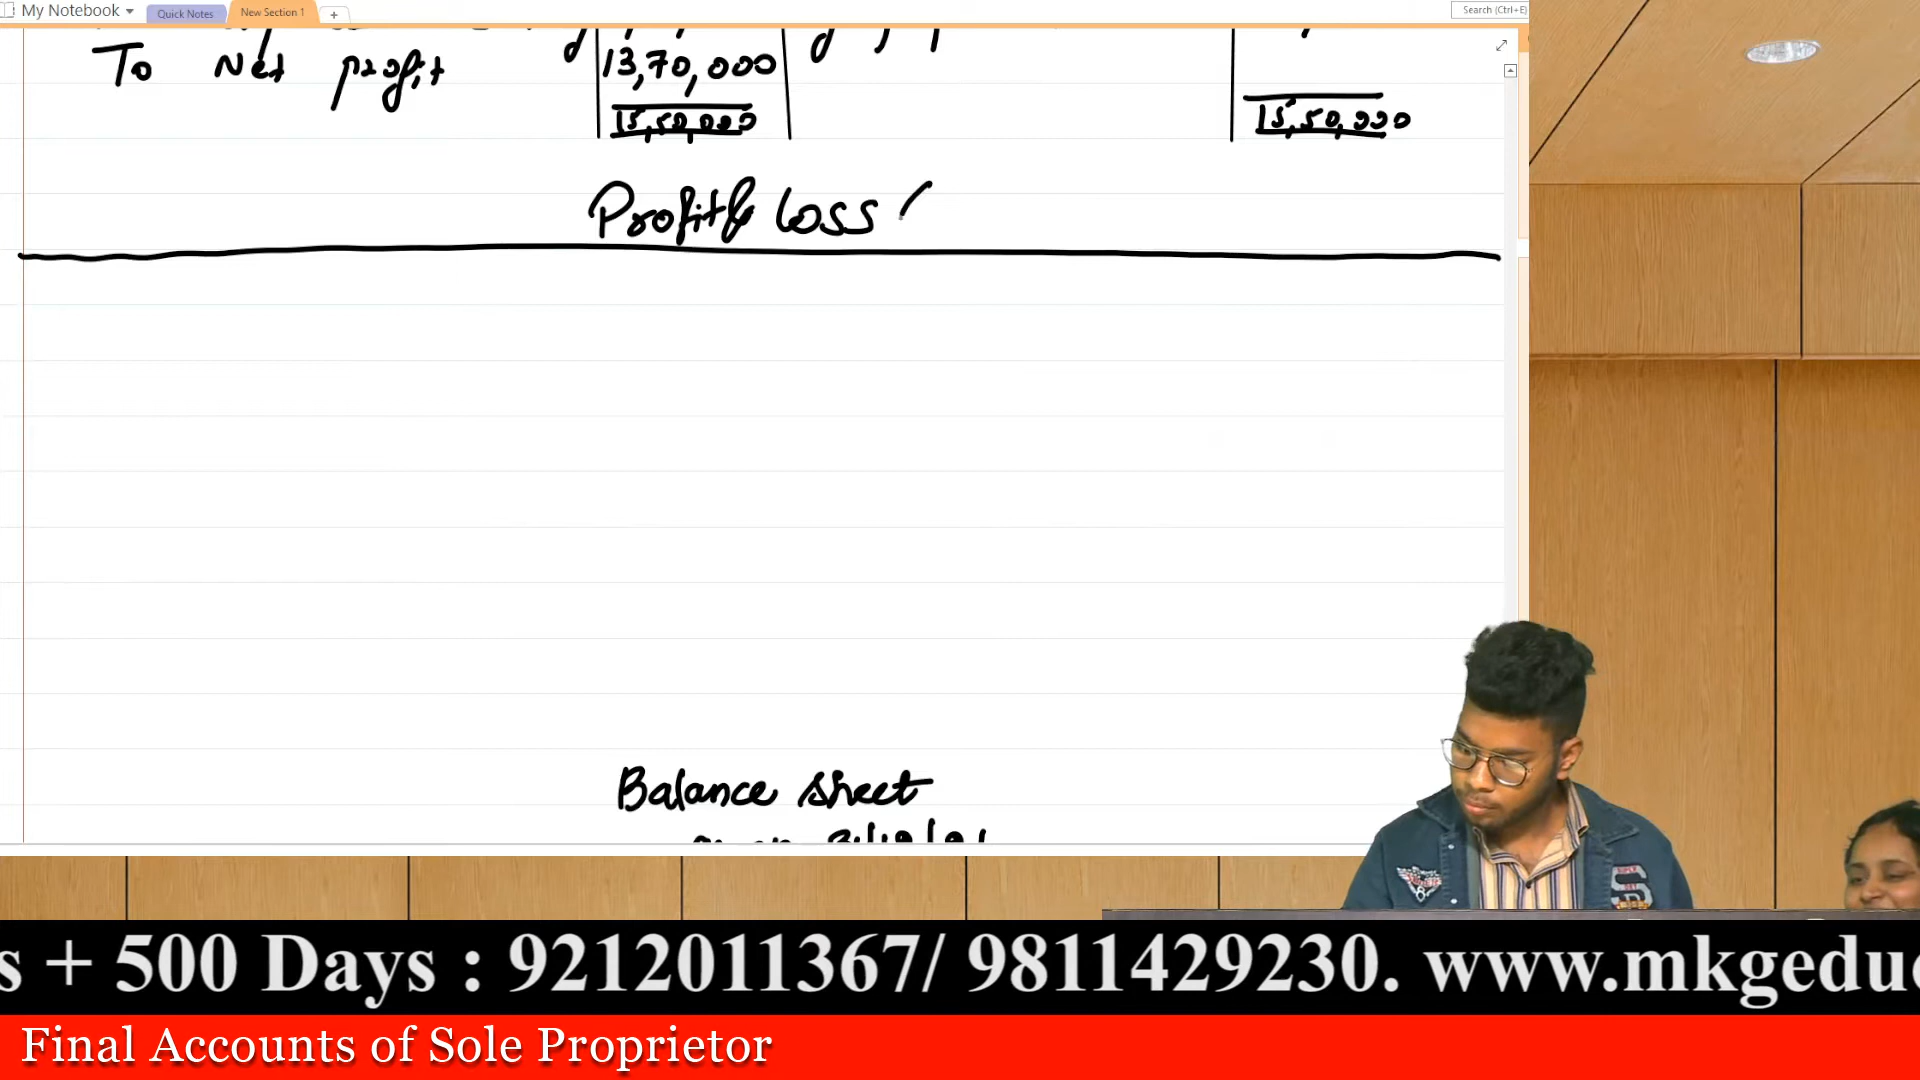 My Notebook Quick Notes New Section 1 + Search (Ctrl+E)
To Net profit 13,70,000
15,50,000 15,50,000
Profit & Loss (
Balance sheet
s + 500 Days : 9212011367/ 9811429230. www.mkgeduc
Final Accounts of Sole Proprietor